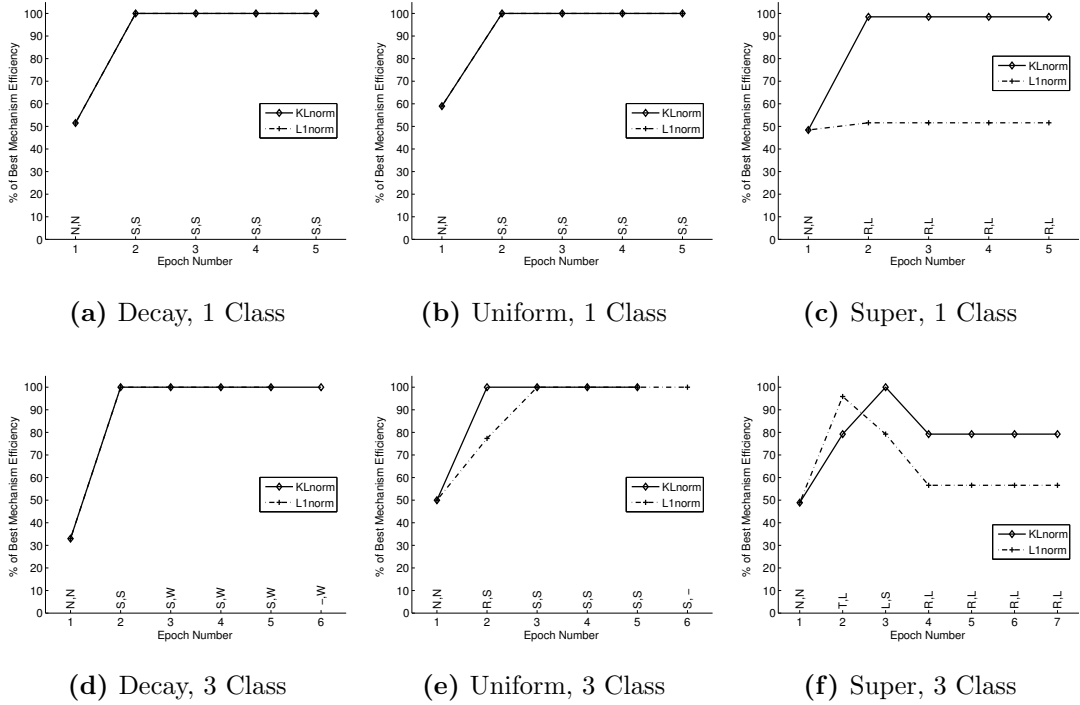 100
90
80
70
60
50
40
30
20
10
0
% of Best Mechanism Efficiency
KLnorm
L1norm
N,N
S,S
S,S
S,S
S,S
1 2 3 4 5
Epoch Number
(a) Decay, 1 Class
100
90
80
70
60
50
40
30
20
10
0
% of Best Mechanism Efficiency
KLnorm
L1norm
N,N
S,S
S,S
S,S
S,S
1 2 3 4 5
Epoch Number
(b) Uniform, 1 Class
100
90
80
70
60
50
40
30
20
10
0
% of Best Mechanism Efficiency
KLnorm
L1norm
N,N
R,L
R,L
R,L
R,L
1 2 3 4 5
Epoch Number
(c) Super, 1 Class
100
90
80
70
60
50
40
30
20
10
0
% of Best Mechanism Efficiency
KLnorm
L1norm
N,N
S,S
S,W
S,W
S,W
−,W
1 2 3 4 5 6
Epoch Number
(d) Decay, 3 Class
100
90
80
70
60
50
40
30
20
10
0
% of Best Mechanism Efficiency
KLnorm
L1norm
N,N
R,S
S,S
S,S
S,S
S,−
1 2 3 4 5 6
Epoch Number
(e) Uniform, 3 Class
100
90
80
70
60
50
40
30
20
10
0
% of Best Mechanism Efficiency
KLnorm
L1norm
N,N
T,L
L,S
R,L
R,L
R,L
R,L
1 2 3 4 5 6 7
Epoch Number
(f) Super, 3 Class